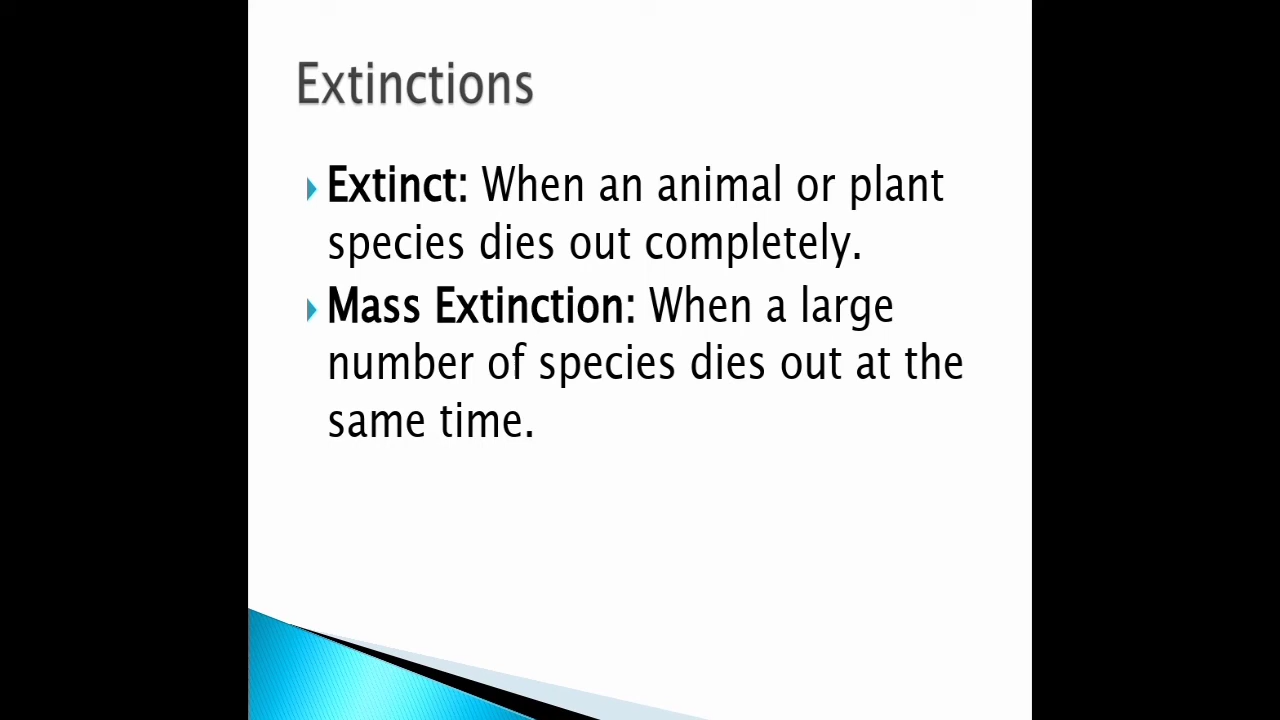 Extinctions
Extinct: When an animal or plant
species dies out completely.
Mass Extinction: When a large
number of species dies out at the
same time.